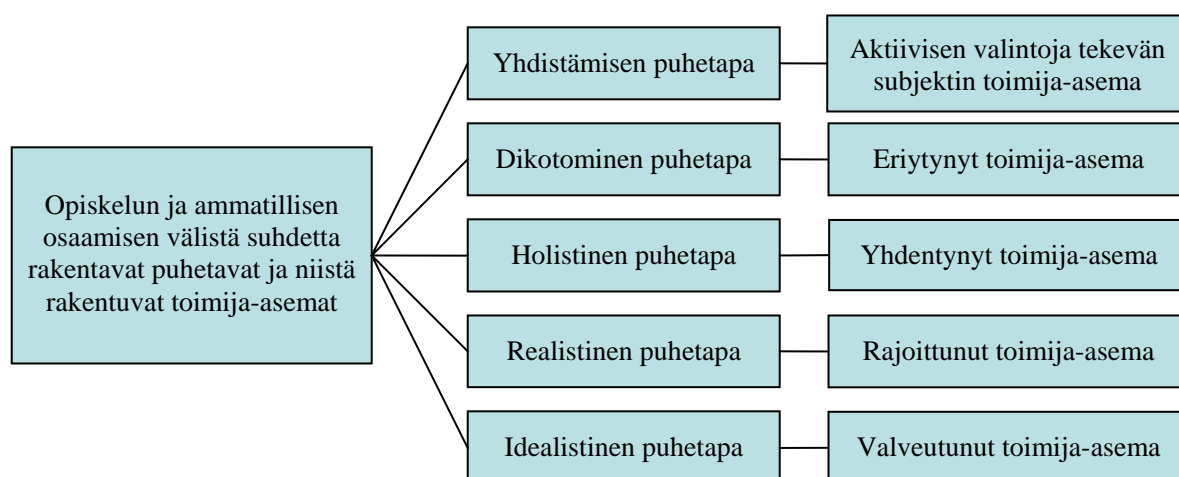 Opiskelun ja ammatillisen
osaamisen välistä suhdetta
rakentavat puhetavat ja niistä
rakentuvat toimija-asemat
Yhdistämisen puhetapa
Aktiivisen valintoja tekevän
subjektin toimija-asema
Dikotominen puhetapa
Eriytynyt toimija-asema
Holistinen puhetapa
Yhdentynyt toimija-asema
Realistinen puhetapa
Rajoittunut toimija-asema
Idealistinen puhetapa
Valveutunut toimija-asema